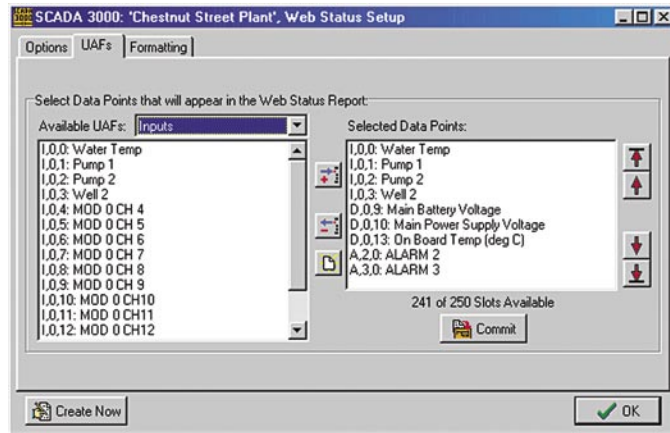 SCADA 3000: 'Chestnut Street Plant', Web Status Setup
Options UAFs Formatting
Select Data Points that will appear in the Web Status Report:
Available UAFs: Inputs
I,0,0: Water Temp
I,0,1: Pump 1
I,0,2: Pump 2
I,0,3: Well 2
I,0,4: MOD 0 CH 4
I,0,5: MOD 0 CH 5
I,0,6: MOD 0 CH 6
I,0,7: MOD 0 CH 7
I,0,8: MOD 0 CH 8
I,0,9: MOD 0 CH 9
I,0,10: MOD 0 CH10
I,0,11: MOD 0 CH11
I,0,12: MOD 0 CH12
Selected Data Points:
I,0,0: Water Temp
I,0,1: Pump 1
I,0,2: Pump 2
I,0,3: Well 2
D,0,9: Main Battery Voltage
D,0,10: Main Power Supply Voltage
D,0,13: On Board Temp (deg C)
A,2,0: ALARM 2
A,3,0: ALARM 3
241 of 250 Slots Available
Commit
Create Now
OK